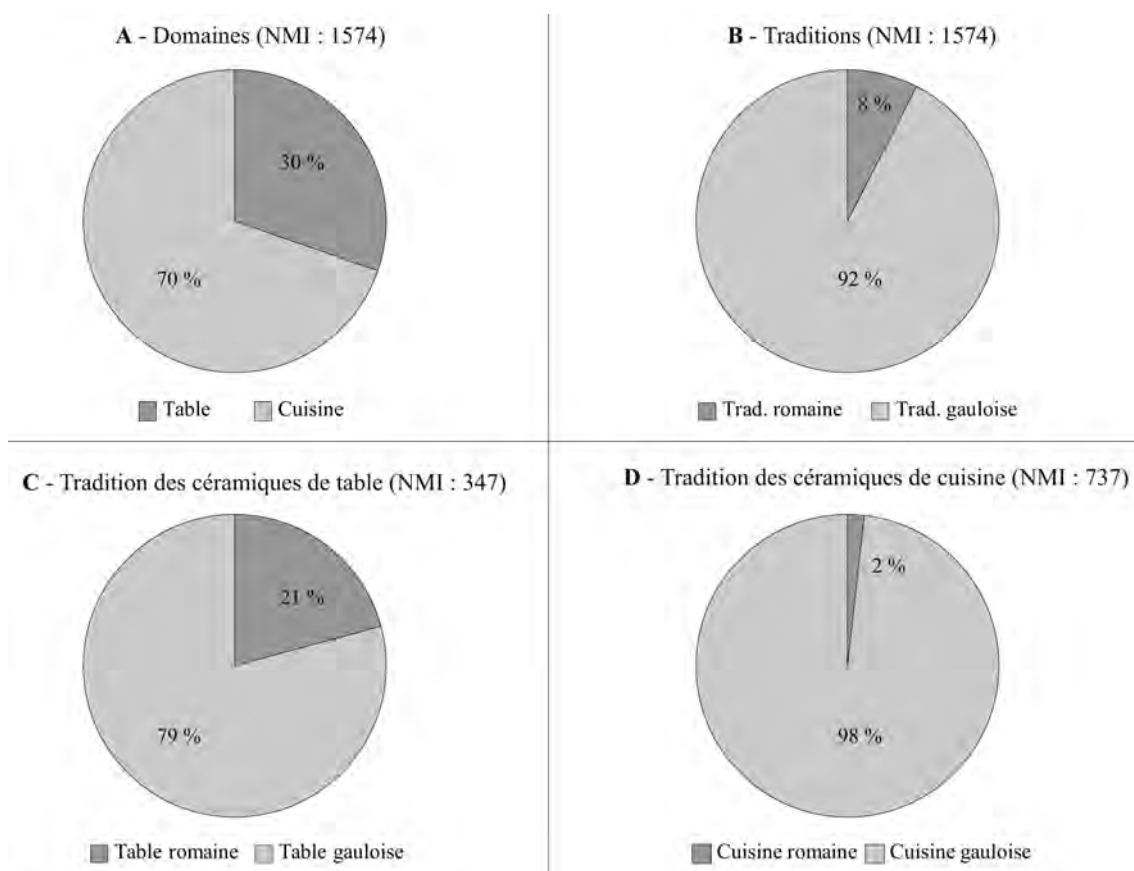 A - Domaines (NMI : 1574)
30 %
70 %
Table Cuisine
B - Traditions (NMI : 1574)
8 %
92 %
Trad. romaine Trad. gauloise
C - Tradition des céramiques de table (NMI : 347)
21 %
79 %
Table romaine Table gauloise
D - Tradition des céramiques de cuisine (NMI : 737)
2 %
98 %
Cuisine romaine Cuisine gauloise